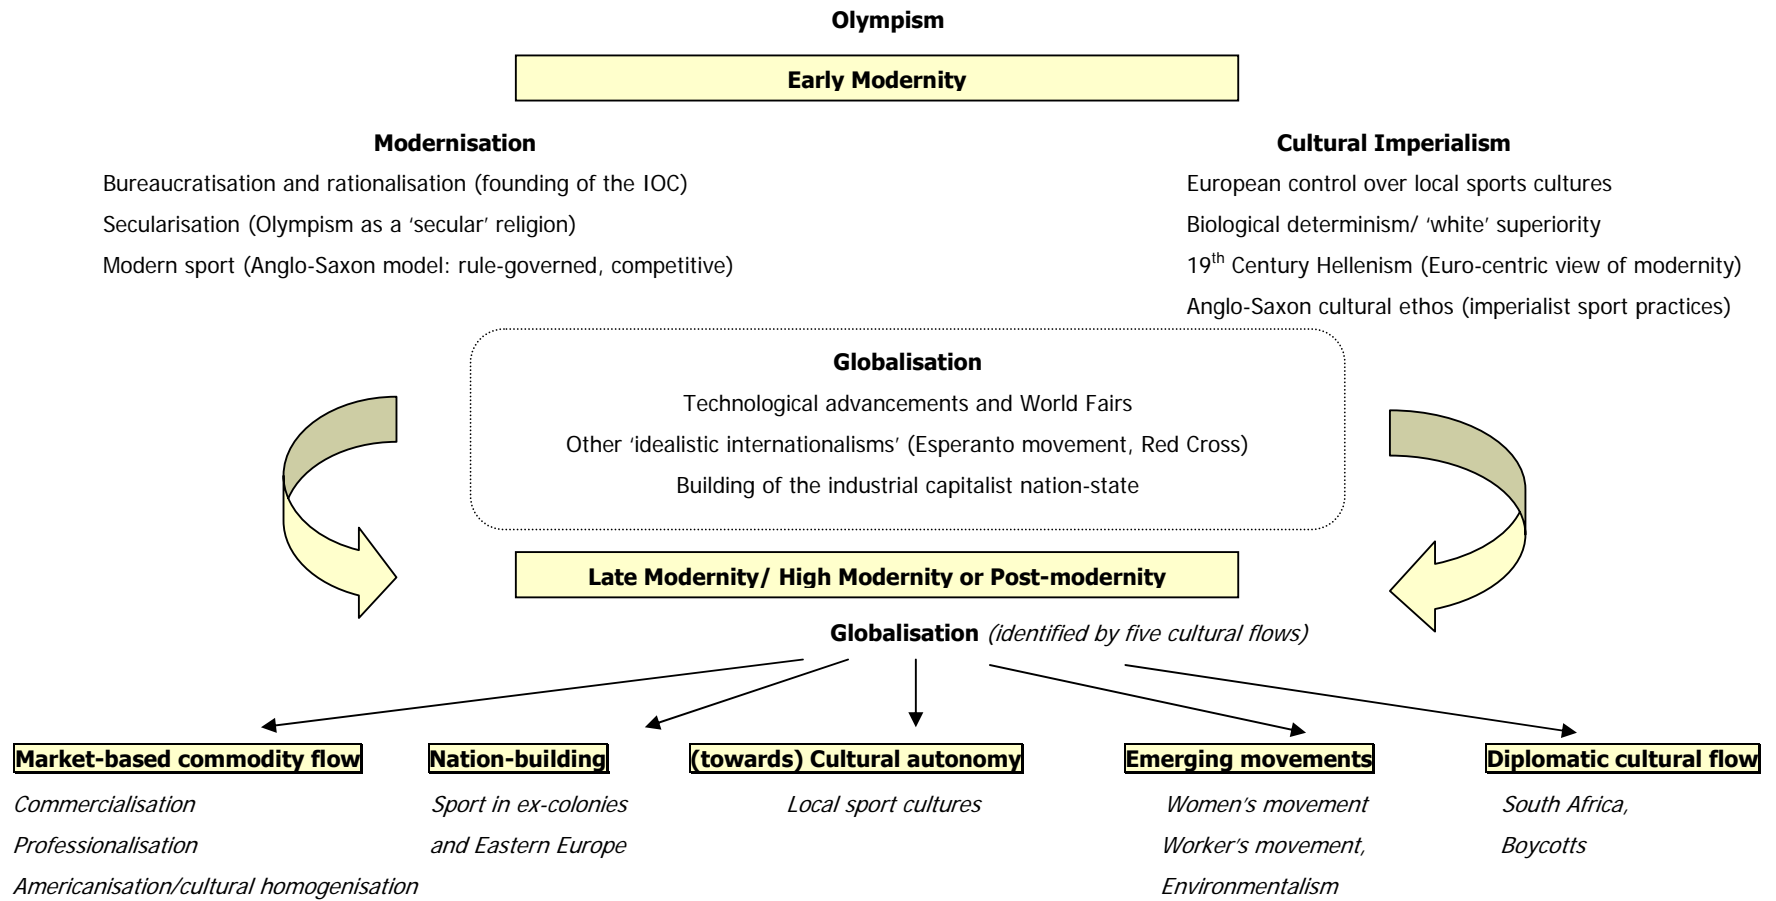 Olympism
Early Modernity
Modernisation
Bureaucratisation and rationalisation (founding of the IOC)
Secularisation (Olympism as a ‘secular’ religion)
Modern sport (Anglo-Saxon model: rule-governed, competitive)
Cultural Imperialism
European control over local sports cultures
Biological determinism/ ‘white’ superiority
19th Century Hellenism (Euro-centric view of modernity)
Anglo-Saxon cultural ethos (imperialist sport practices)
Globalisation
Technological advancements and World Fairs
Other ‘idealistic internationalisms’ (Esperanto movement, Red Cross)
Building of the industrial capitalist nation-state
Late Modernity/ High Modernity or Post-modernity
Globalisation (identified by five cultural flows)
Market-based commodity flow
Commercialisation
Professionalisation
Americanisation/cultural homogenisation
Nation-building
Sport in ex-colonies
and Eastern Europe
(towards) Cultural autonomy
Local sport cultures
Emerging movements
Women’s movement
Worker’s movement,
Environmentalism
Diplomatic cultural flow
South Africa,
Boycotts